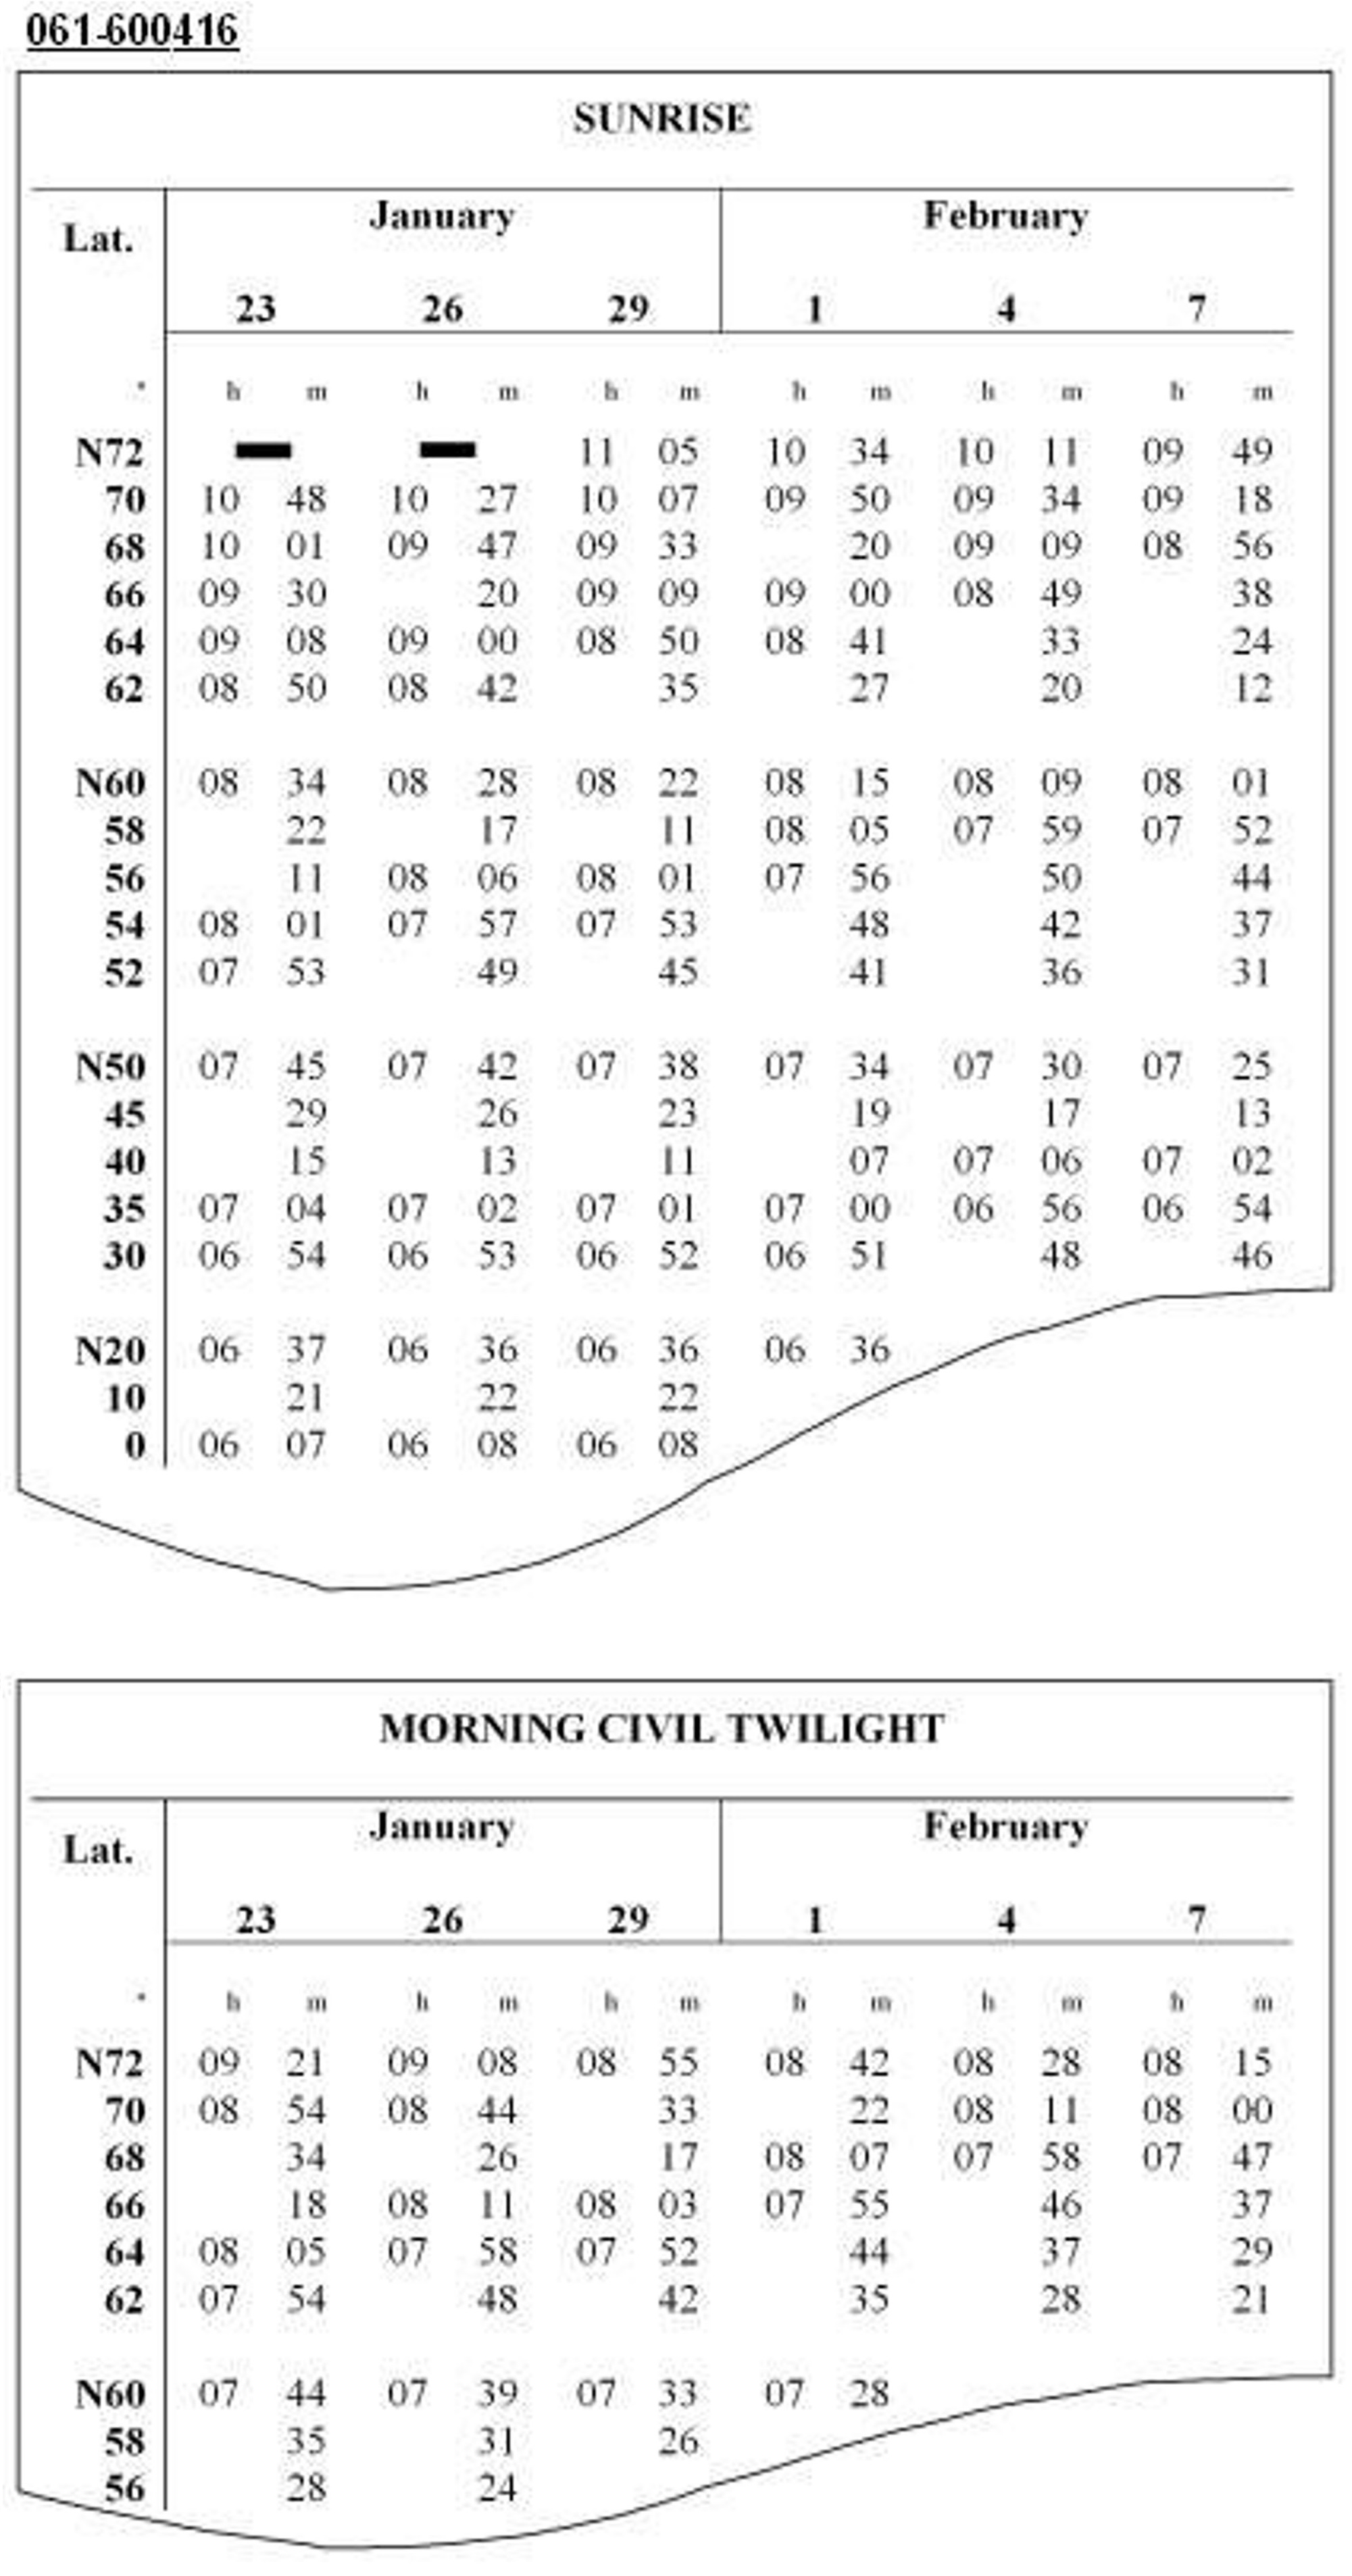 061-600416
SUNRISE
Lat.
January
February
23 26 29 1 4 7
° h m h m h m h m h m h m
N72 11 05 10 34 10 11 09 49
70 10 48 10 27 10 07 09 50 09 34 09 18
68 10 01 09 47 09 33 20 09 09 08 56
66 09 30 20 09 09 09 00 08 49 38
64 09 08 09 00 08 50 08 41 33 24
62 08 50 08 42 35 27 20 12
N60 08 34 08 28 08 22 08 15 08 09 08 01
58 22 17 11 08 05 07 59 07 52
56 11 08 06 08 01 07 56 50 44
54 08 01 07 57 07 53 48 42 37
52 07 53 49 45 41 36 31
N50 07 45 07 42 07 38 07 34 07 30 07 25
45 29 26 23 19 17 13
40 15 13 11 07 07 06 07 02
35 07 04 07 02 07 01 07 00 06 56 06 54
30 06 54 06 53 06 52 06 51 48 46
N20 06 37 06 36 06 36 06 36
10 21 22 22
0 06 07 06 08 06 08
MORNING CIVIL TWILIGHT
Lat.
January
February
23 26 29 1 4 7
° h m h m h m h m h m h m
N72 09 21 09 08 08 55 08 42 08 28 08 15
70 08 54 08 44 33 22 08 11 08 00
68 34 26 17 08 07 07 58 07 47
66 18 08 11 08 03 07 55 46 37
64 08 05 07 58 07 52 44 37 29
62 07 54 48 42 35 28 21
N60 07 44 07 39 07 33 07 28
58 35 31 26
56 28 24